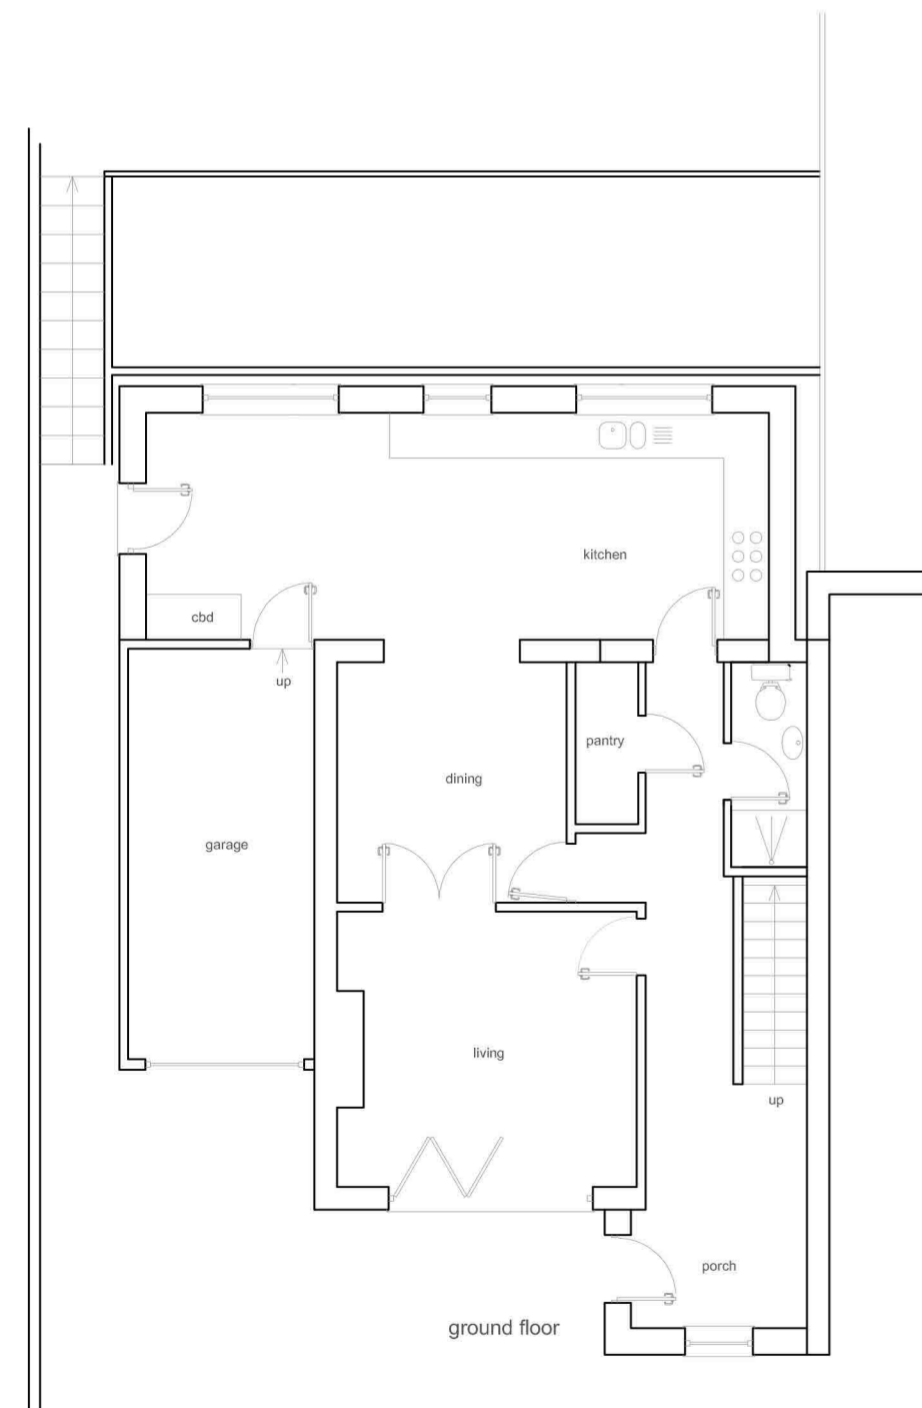 kitchen
cbd
up
pantry
dining
garage
living
up
porch
ground floor